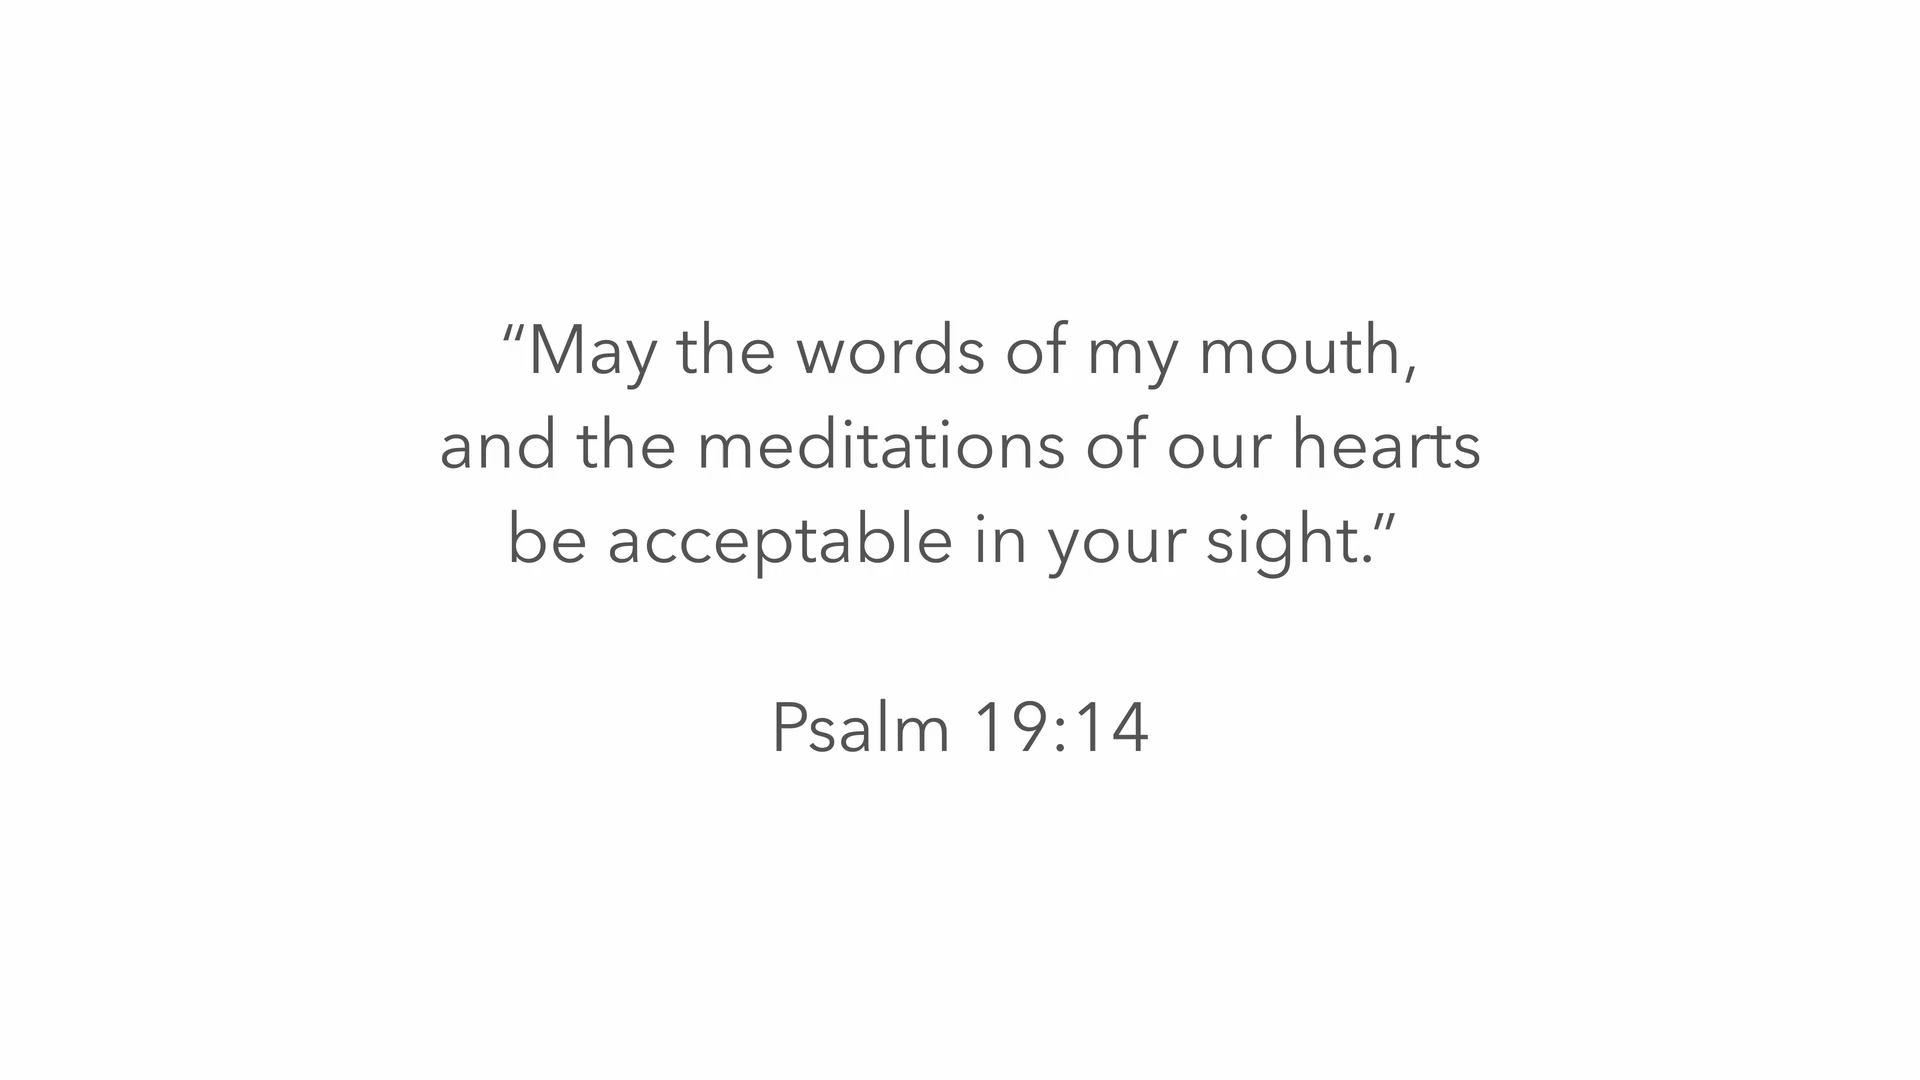 “May the words of my mouth,
and the meditations of our hearts
be acceptable in your sight.”
Psalm 19:14